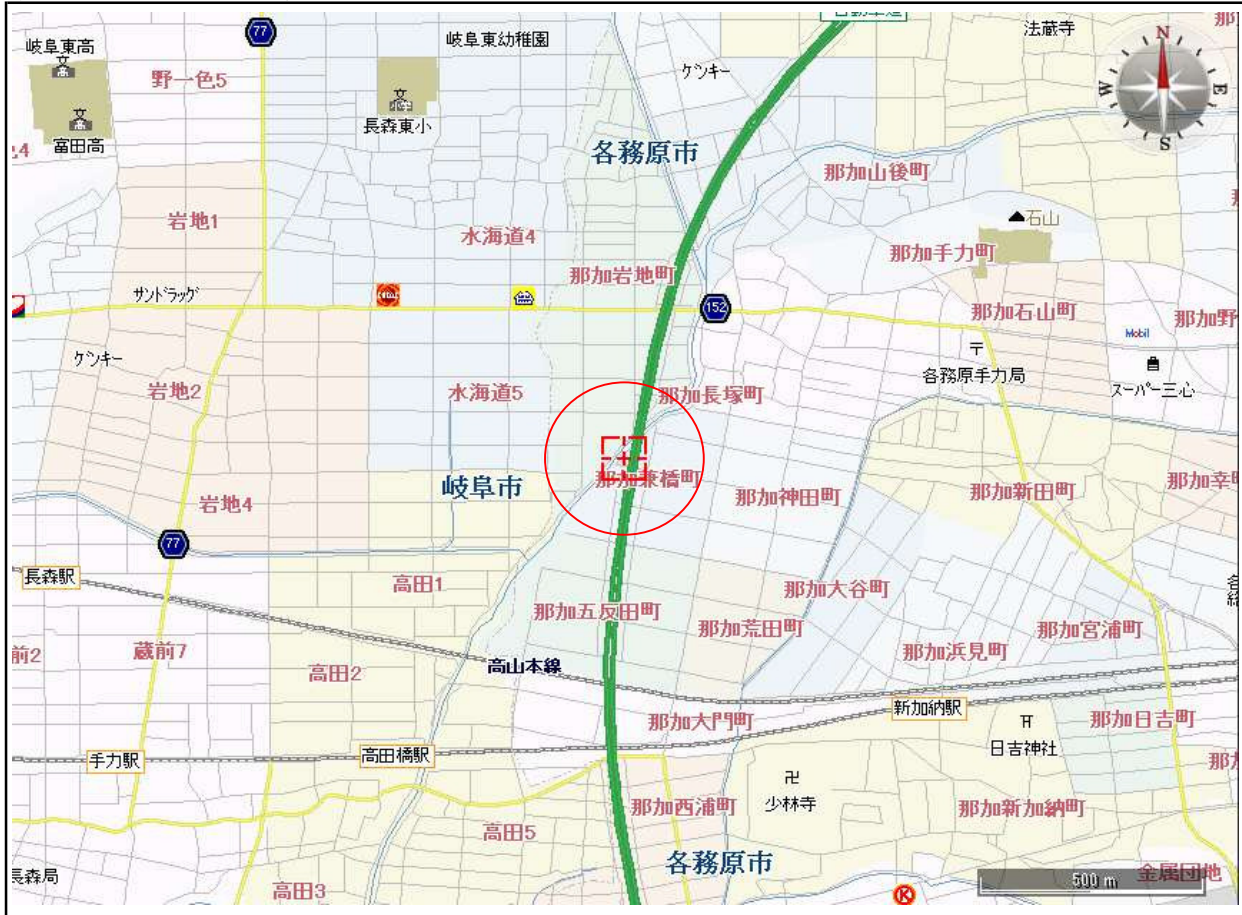 77
岐阜東高
岐阜東幼稚園
法蔵寺
N
野一色5
ゲンキー
W
E
長森東小
富田高
各務原市
S
那加山後町
岩地1
石山
水海道4
那加手力町
那加岩地町
サンドラッグ
152
那加石山町
Mobil
ゲンキー
各務原手力局
スーパー三心
岩地2
水海道5
那加長塚町
岐阜市
那加兼橋町
那加神田町
那加新田町
岩地4
77
長森駅
高田1
那加五反田町
那加大谷町
那加荒田町
那加宮浦町
蔵前7
高田2
高山本線
那加浜見町
新加納駅
那加大門町
那加日吉町
手力駅
高田橋駅
日吉神社
少林寺
那加西浦町
那加新加納町
高田5
各務原市
長森局
高田3
500 m
金属団地